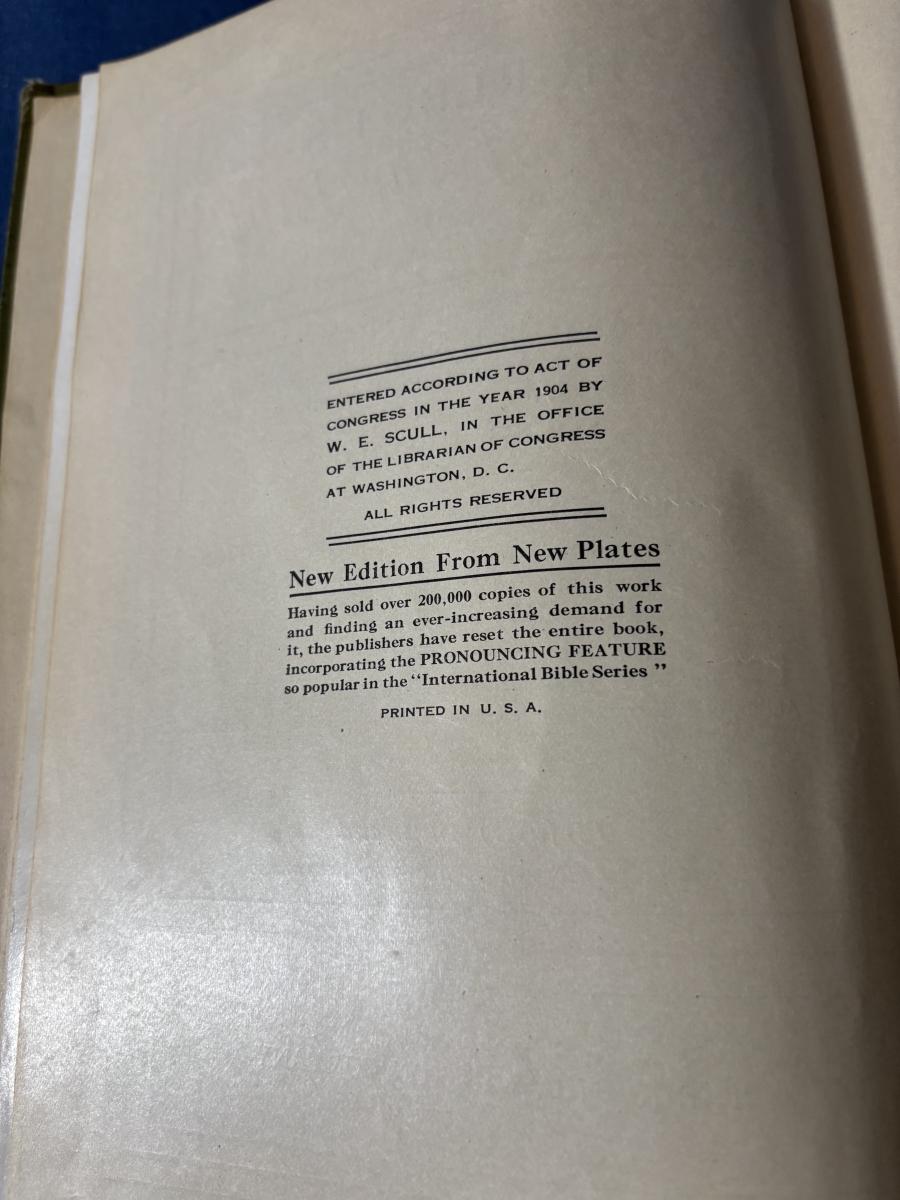 ENTERED ACCORDING TO ACT OF
CONGRESS IN THE YEAR 1904 BY
W. E. SCULL, IN THE OFFICE
OF THE LIBRARIAN OF CONGRESS
AT WASHINGTON, D. C.
ALL RIGHTS RESERVED
New Edition From New Plates
Having sold over 200,000 copies of this work
and finding an ever-increasing demand for
it, the publishers have reset the entire book,
incorporating the PRONOUNCING FEATURE
so popular in the “International Bible Series ”
PRINTED IN U. S. A.